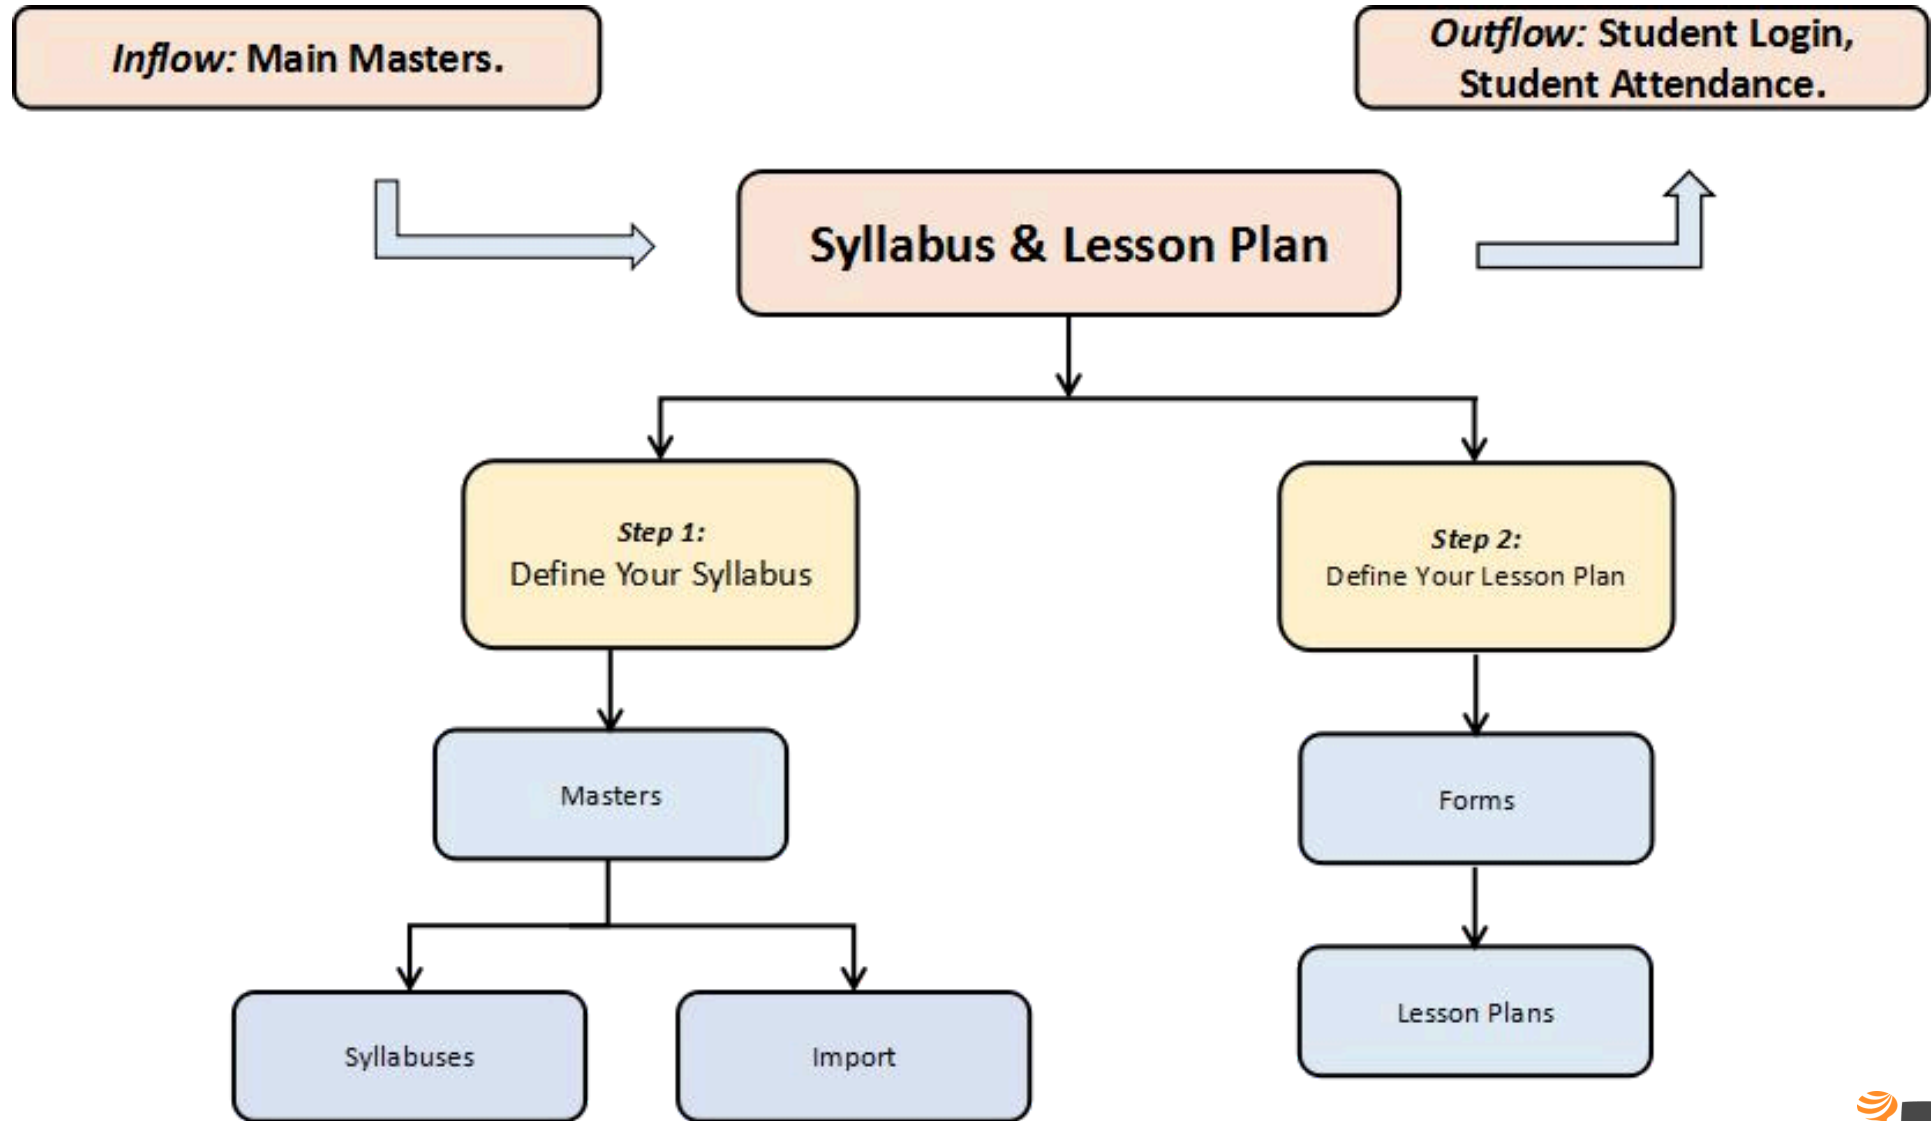 Inflow: Main Masters.
Outflow: Student Login,
Student Attendance.
Syllabus & Lesson Plan
Step 1:
Define Your Syllabus
Step 2:
Define Your Lesson Plan
Masters
Forms
Syllabuses
Import
Lesson Plans